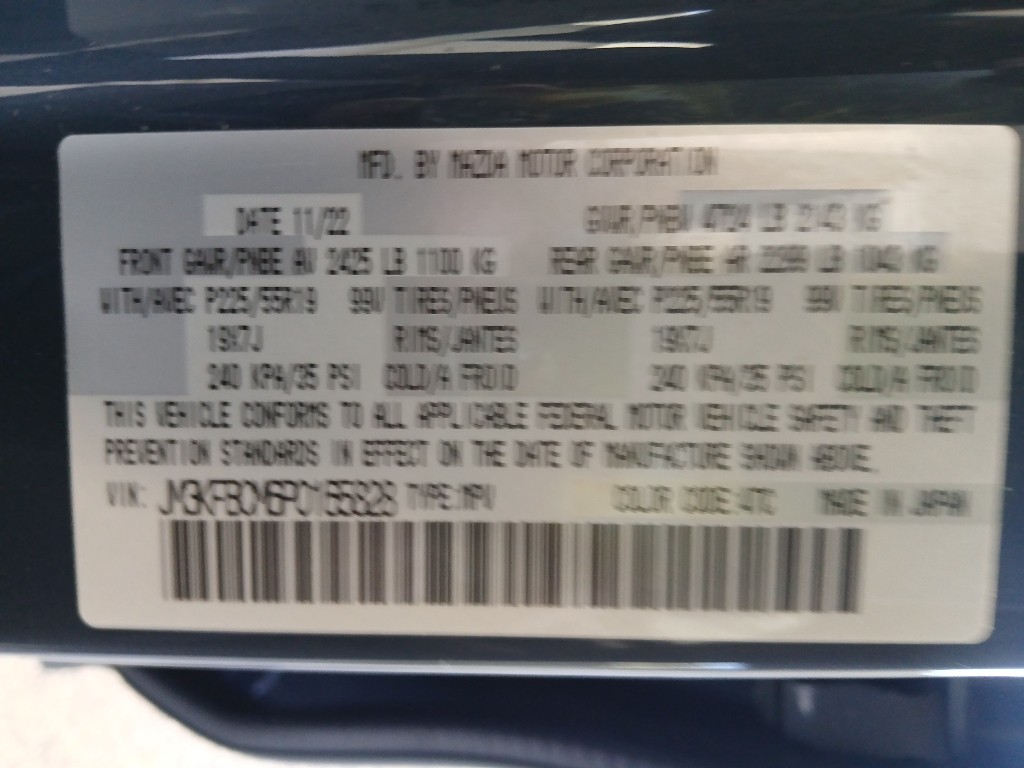 MFD. BY MAZDA MOTOR CORPORATION
DATE 11/22 GVWR/PNBV 4724 LB 2143 KG
FRONT GAWR/PNBE AV 2425 LB 1100 KG REAR GAWR/PNBE AR LB KG
WITH/AVEC P225/55R19 99V TIRES/PNEUS WITH/AVEC P225/55R19 99V TIRES/PNEUS
19X7J RIMS/JANTES 19X7J RIMS/JANTES
240 KPA/35 PSI COLD/A FROID 240 KPA/35 PSI COLD/A FROID
THIS VEHICLE CONFORMS TO ALL APPLICABLE FEDERAL MOTOR VEHICLE SAFETY AND THEFT
PREVENTION STANDARDS IN EFFECT ON THE DATE OF MANUFACTURE SHOWN ABOVE.
VIN: TYPE:MPV COLOR CODE: MADE IN JAPAN